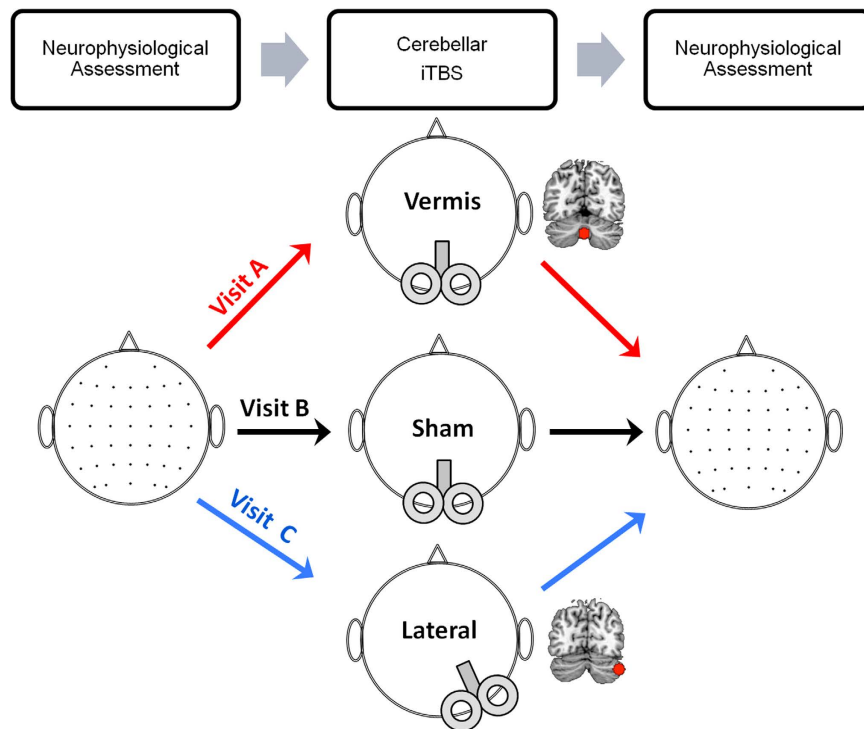 Neurophysiological
Assessment
Cerebellar
iTBS
Neurophysiological
Assessment
Vermis
Visit A
Visit B
Sham
Visit C
Lateral